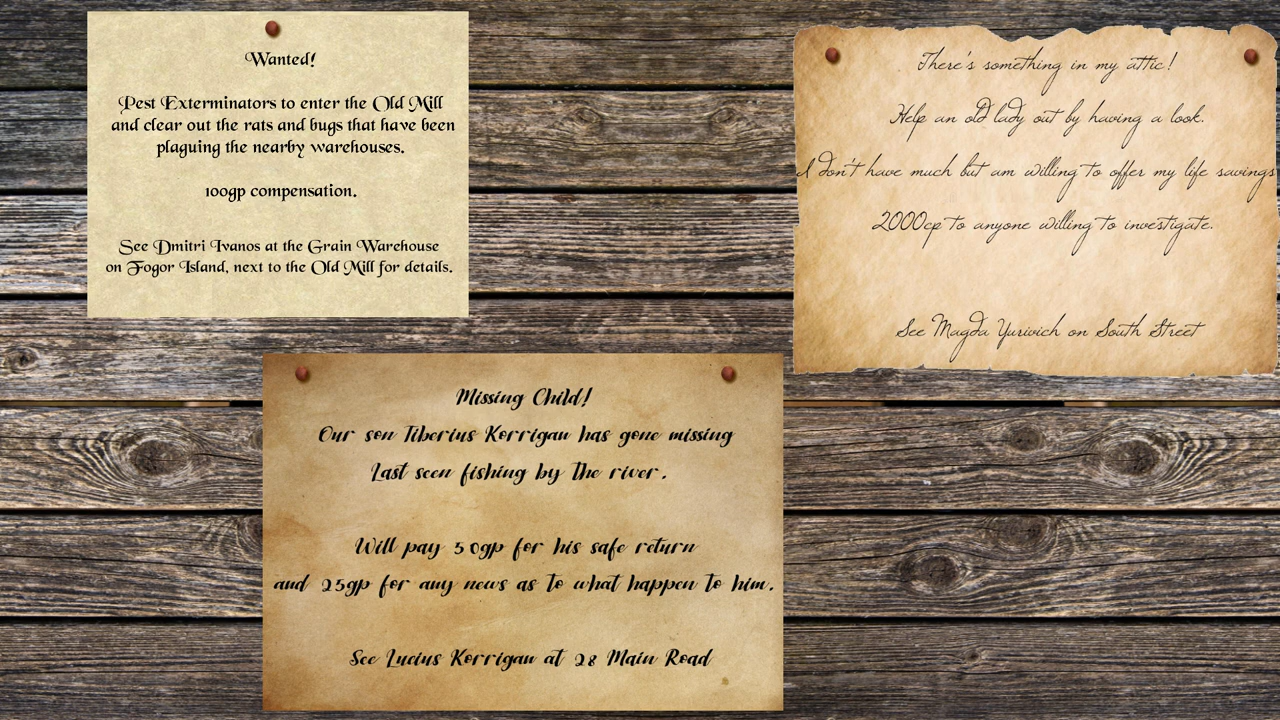 Wanted!
Pest Exterminators to enter the Old Mill
and clear out the rats and bugs that have been
plaguing the nearby warehouses.
100gp compensation.
See Dmitri Ivanos at the Grain Warehouse
on Fogor Island, next to the Old Mill for details.
There's something in my attic!
Help an old lady out by having a look.
I don't have much but am willing to offer my life savings
2000cp to anyone willing to investigate.
See Magda Yurivich on South Street
Missing Child!
Our son Tiberius Korrigan has gone missing
Last seen fishing by the river.
Will pay 50gp for his safe return
and 25gp for any news as to what happen to him.
See Lucius Korrigan at 28 Main Road